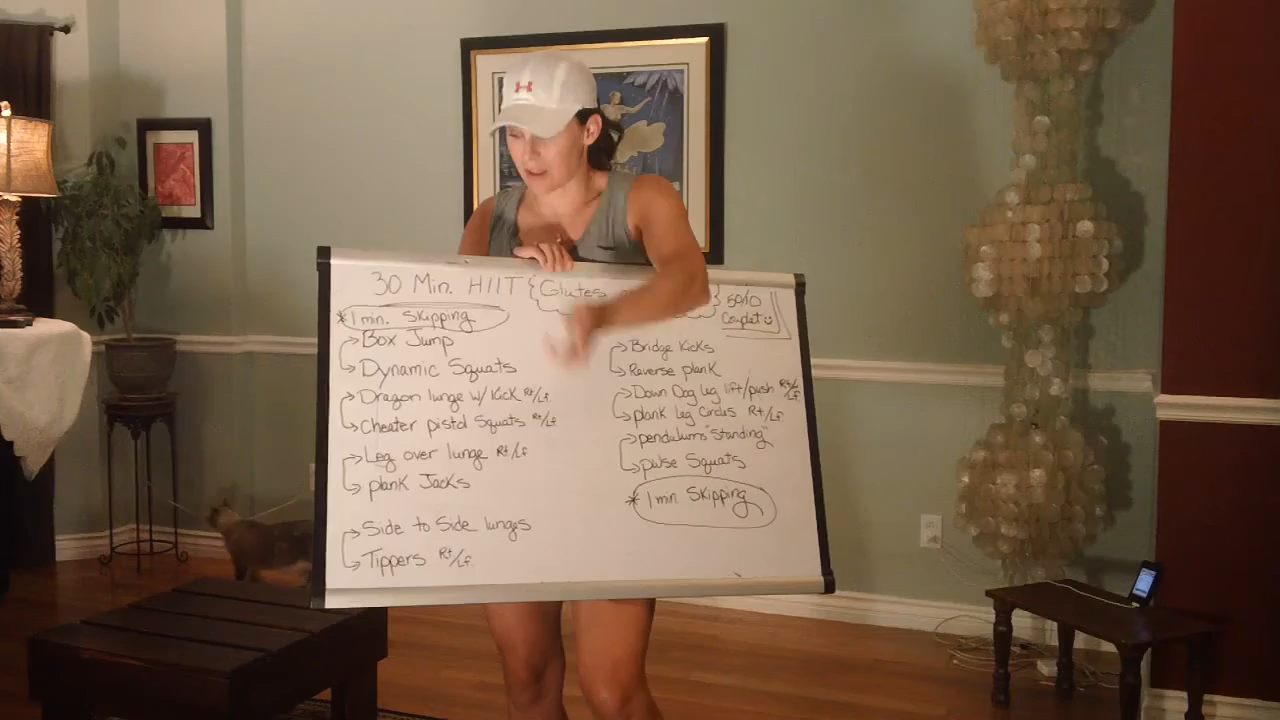 30 Min. HIIT { Glutes }
50/10
Couplet
*1 min. Skipping
Box Jump
Dynamic Squats
Dragon lunge w/ Kick Rt/Lf.
Cheater pistol Squats Rt/Lf.
Leg over lunge Rt/Lf.
plank Jacks
Side to Side lunges
Tippers Rt/Lf.
Bridge Kicks
Reverse plank
Down Dog leg lift/push Rt/Lf
plank leg Circles Rt/Lf.
pendulums "Standing"
pulse Squats
* 1 min. Skipping